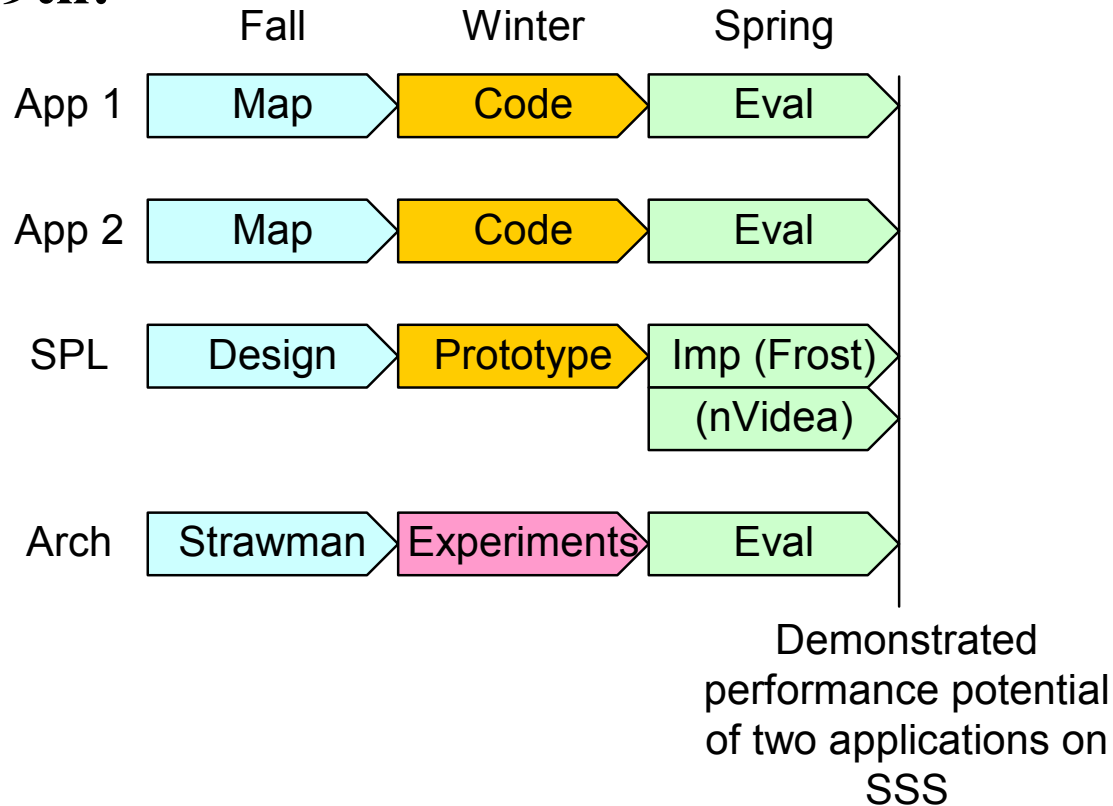 Fall Winter Spring
App 1 Map Code Eval
App 2 Map Code Eval
SPL Design Prototype Imp (Frost)
(nVidea)
Arch Strawman Experiments Eval
Demonstrated
performance potential
of two applications on
SSS